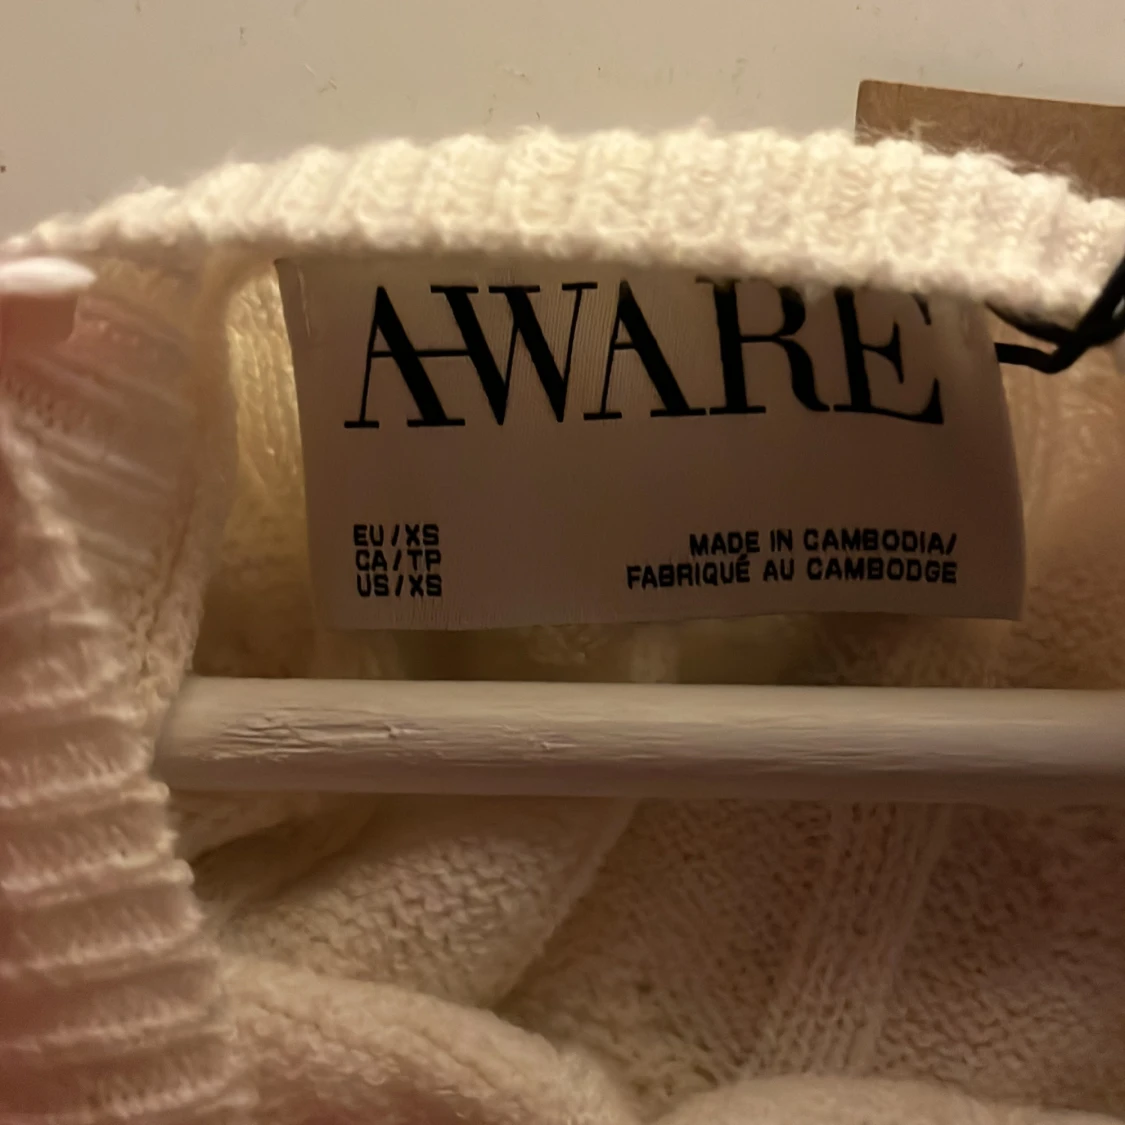 AWARE
EU/XS
CA/TP
US/XS
MADE IN CAMBODIA/
FABRIQUÉ AU CAMBODGE